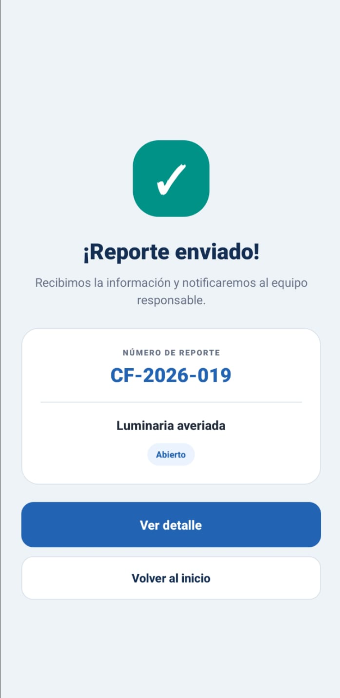 ¡Reporte enviado!
Recibimos la información y notificaremos al equipo
responsable.
NÚMERO DE REPORTE
CF-2026-019
Luminaria averiada
Abierto
Ver detalle
Volver al inicio